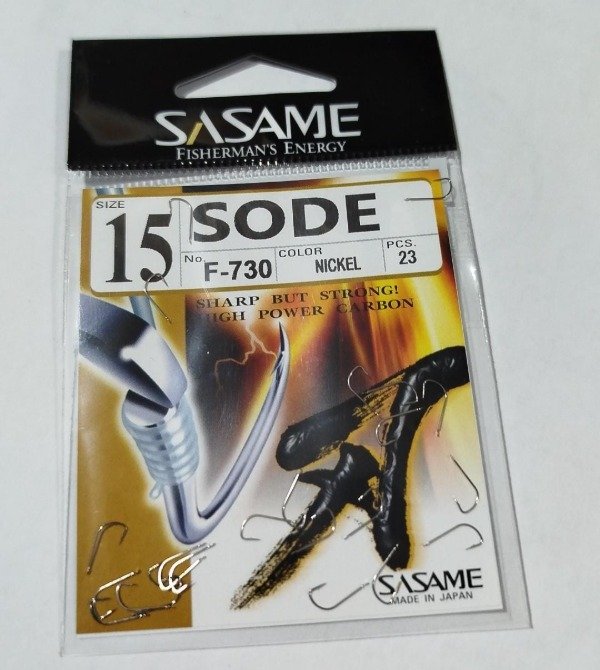 SASAME
FISHERMAN'S ENERGY
SIZE
15
SODE
No. F-730
COLOR NICKEL
PCS. 23
SHARP BUT STRONG!
HIGH POWER CARBON
SASAME
MADE IN JAPAN